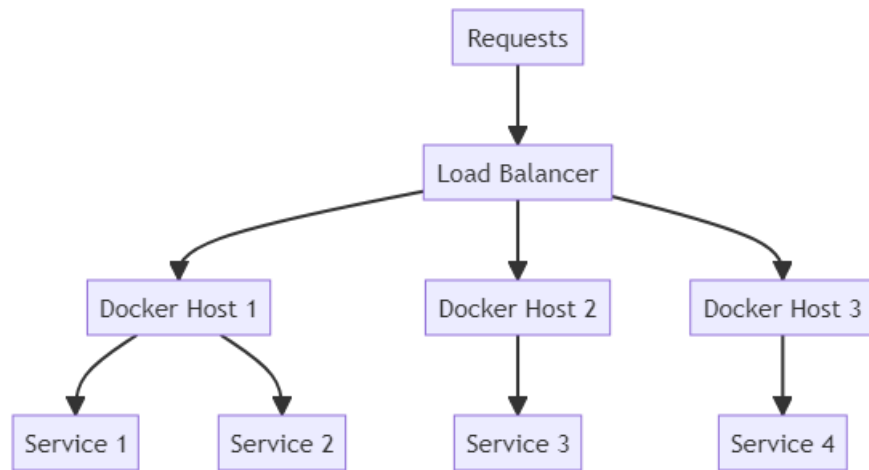 Requests
Load Balancer
Docker Host 1
Docker Host 2
Docker Host 3
Service 1
Service 2
Service 3
Service 4